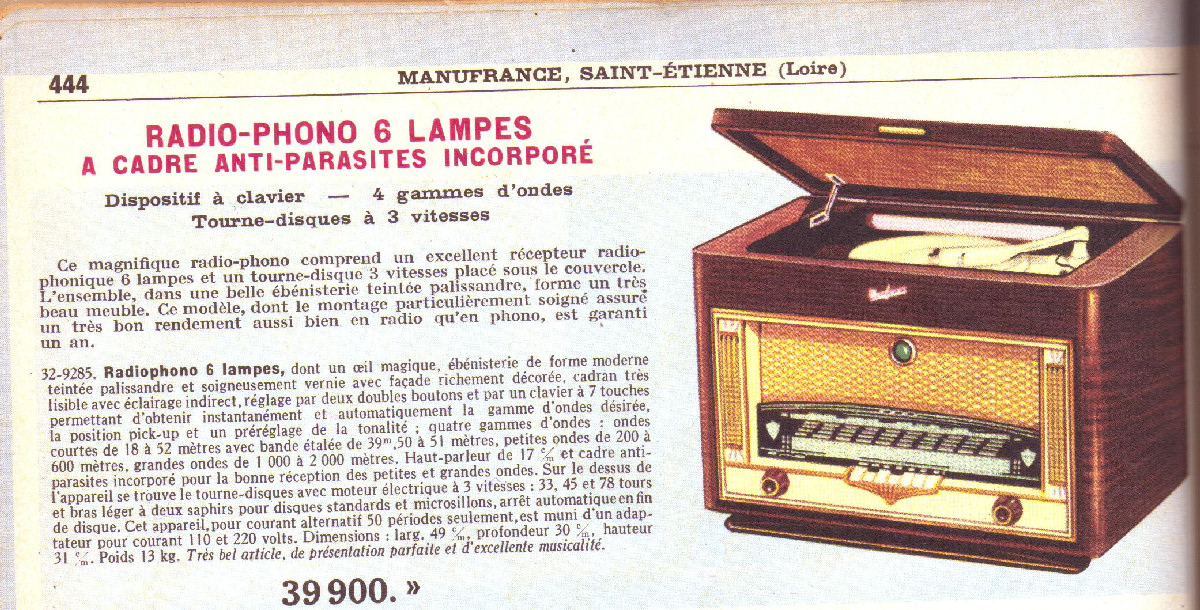 444
MANUFRANCE, SAINT-ÉTIENNE (Loire)
RADIO-PHONO 6 LAMPES
A CADRE ANTI-PARASITES INCORPORÉ
Dispositif à clavier — 4 gammes d'ondes
Tourne-disques à 3 vitesses
Ce magnifique radio-phono comprend un excellent récepteur radio-
phonique 6 lampes et un tourne-disque 3 vitesses placé sous le couvercle.
L'ensemble, dans une belle ébénisterie teintée palissandre, forme un très
beau meuble. Ce modèle, dont le montage particulièrement soigné assure
un très bon rendement aussi bien en radio qu'en phono, est garanti
un an.
32-9285. Radiophono 6 lampes, dont un œil magique, ébénisterie de forme moderne
teintée palissandre et soigneusement vernie avec façade richement décorée, cadran très
lisible avec éclairage indirect, réglage par deux doubles boutons et par un clavier à 7 touches
permettant d'obtenir instantanément et automatiquement la gamme d'ondes désirée,
la position pick-up et un préréglage de la tonalité ; quatre gammes d'ondes : ondes
courtes de 18 à 52 mètres avec bande étalée de 39m,50 à 51 mètres, petites ondes de 200 à
600 mètres, grandes ondes de 1 000 à 2 000 mètres. Haut-parleur de 17 c/m et cadre anti-
parasites incorporé pour la bonne réception des petites et grandes ondes. Sur le dessus de
l'appareil se trouve le tourne-disques avec moteur électrique à 3 vitesses : 33, 45 et 78 tours
et bras léger à deux saphirs pour disques standards et microsillons, arrêt automatique en fin
de disque. Cet appareil, pour courant alternatif 50 périodes seulement, est muni d'un adap-
tateur pour courant 110 et 220 volts. Dimensions : larg. 49 c/m, profondeur 30 c/m, hauteur
31 c/m. Poids 13 kg. Très bel article, de présentation parfaite et d'excellente musicalité.
39 900. »